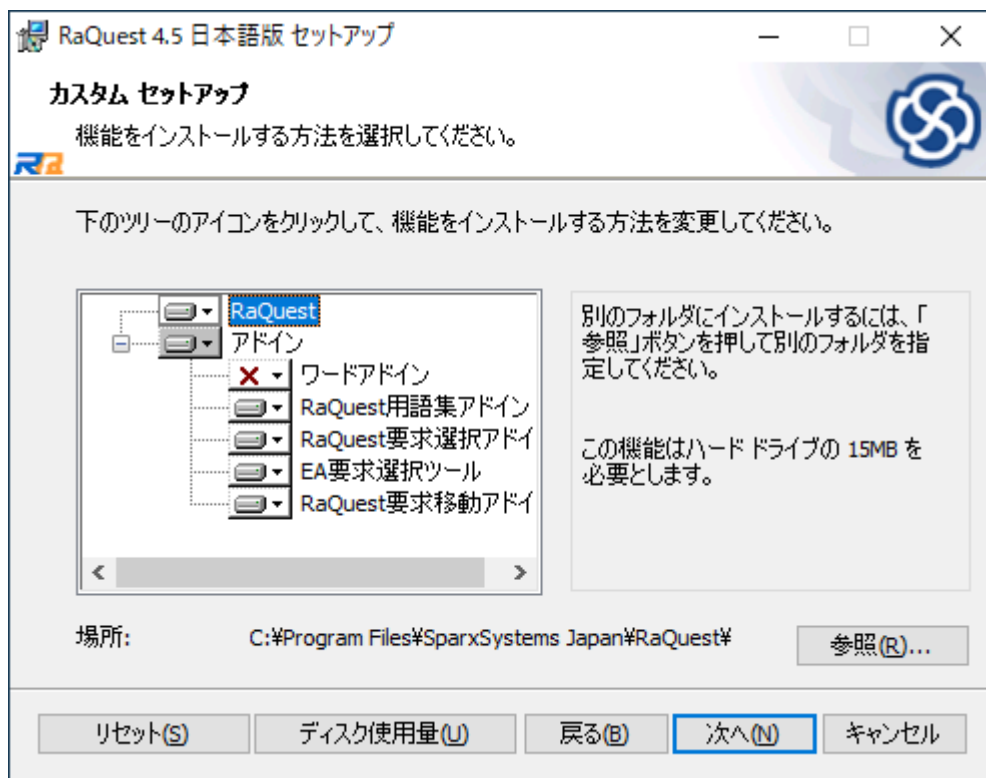 RaQuest 4.5 日本語版 セットアップ
カスタム セットアップ
機能をインストールする方法を選択してください。
Ra
下のツリーのアイコンをクリックして、機能をインストールする方法を変更してください。
RaQuest
アドイン
ワードアドイン
RaQuest用語集アドイン
RaQuest要求選択アドイ
EA要求選択ツール
RaQuest要求移動アドイ
別のフォルダにインストールするには、「
参照」ボタンを押して別のフォルダを指
定してください。
この機能はハード ドライブの 15MB を
必要とします。
場所:
C:¥Program Files¥SparxSystems Japan¥RaQuest¥
参照(R)...
リセット(S)
ディスク使用量(U)
戻る(B)
次へ(N)
キャンセル